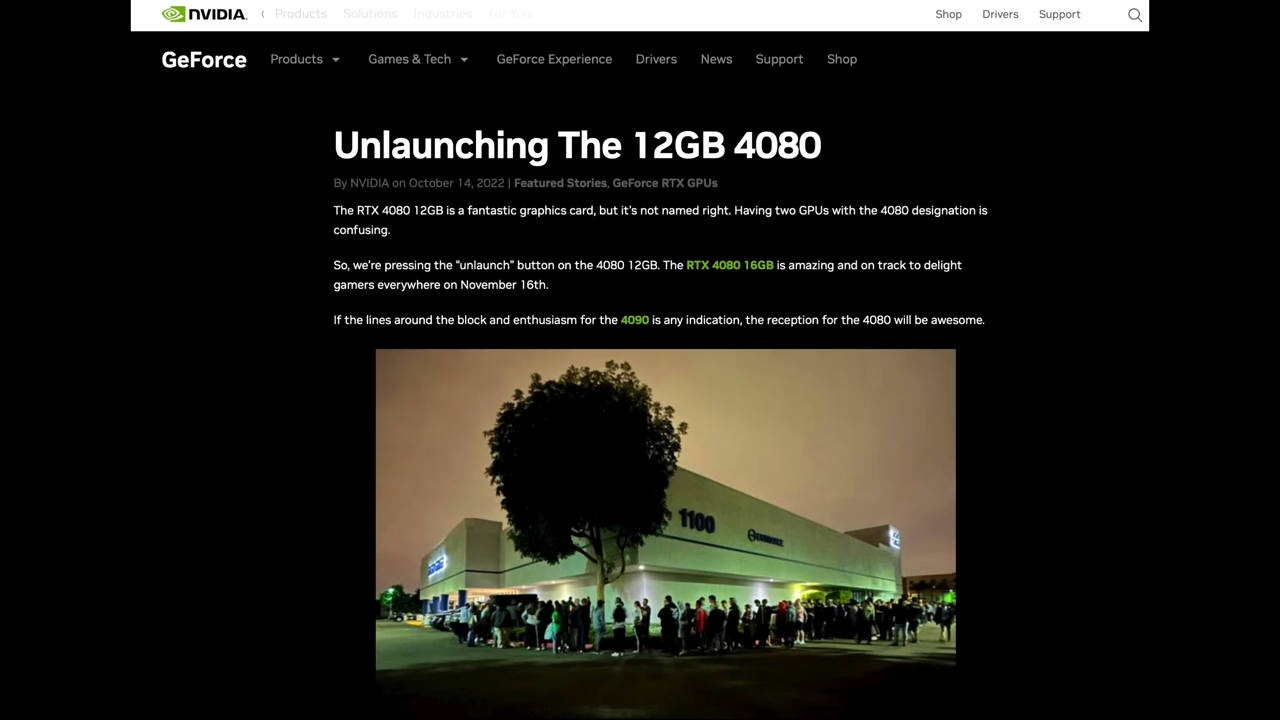 NVIDIA. Products Solutions Industries For You Shop Drivers Support
GeForce Products Games & Tech GeForce Experience Drivers News Support Shop
Unlaunching The 12GB 4080
By NVIDIA on October 14, 2022 | Featured Stories, GeForce RTX GPUs
The RTX 4080 12GB is a fantastic graphics card, but it's not named right. Having two GPUs with the 4080 designation is
confusing.
So, we're pressing the “unlaunch” button on the 4080 12GB. The RTX 4080 16GB is amazing and on track to delight
gamers everywhere on November 16th.
If the lines around the block and enthusiasm for the 4090 is any indication, the reception for the 4080 will be awesome.
1100